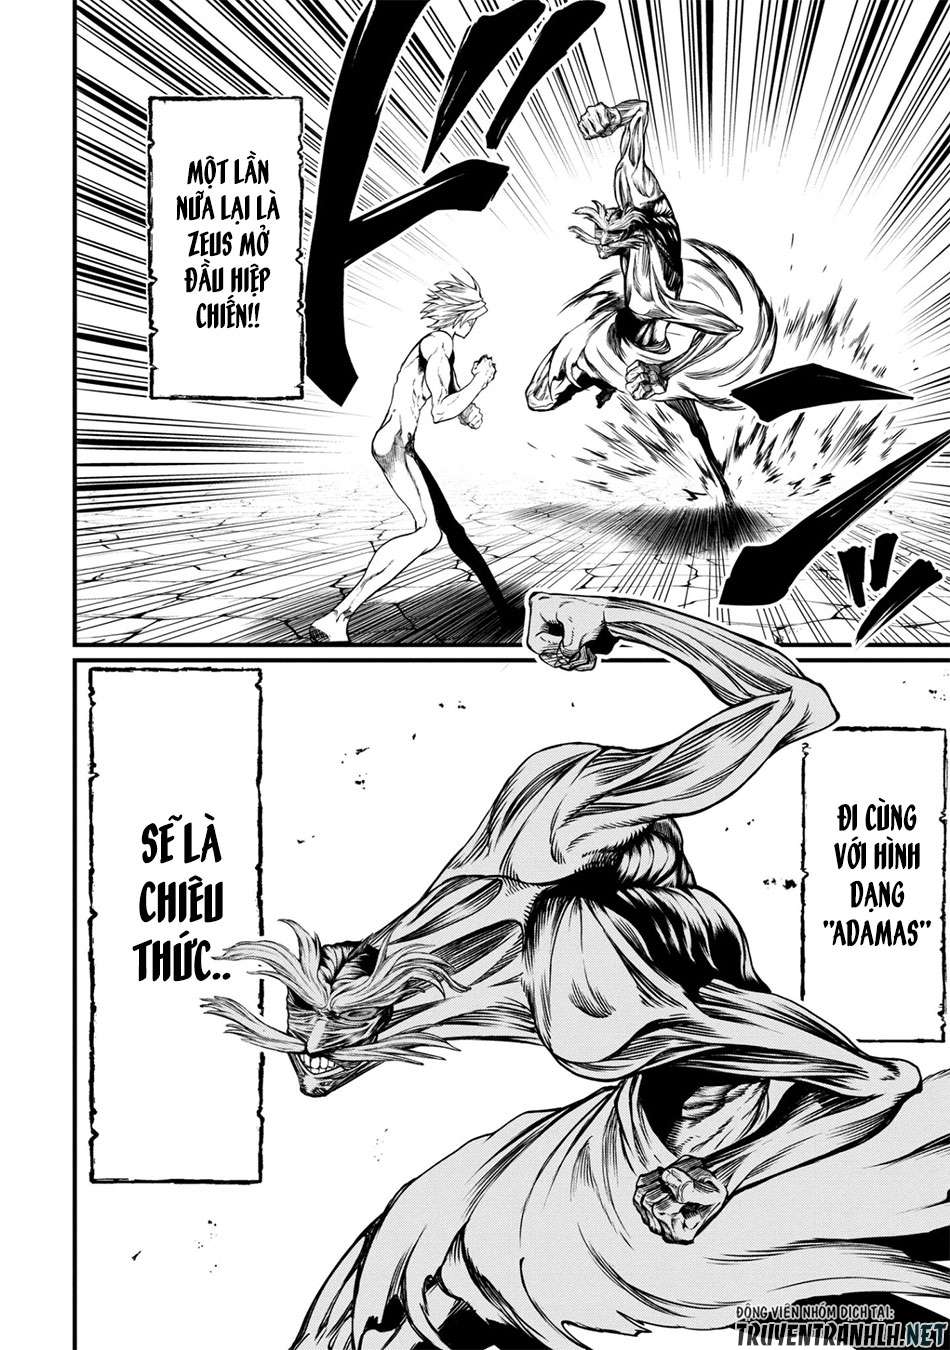 MỘT LẦN
NỮA LẠI LÀ
ZEUS MỞ
ĐẦU HIỆP
CHIẾN!!
ĐI CÙNG
VỚI HÌNH
DẠNG
"ADAMAS"
SẼ LÀ
CHIÊU
THỨC..
ĐỘNG VIÊN NHÓM DỊCH TẠI:
TRUYENTRANHLH.NET